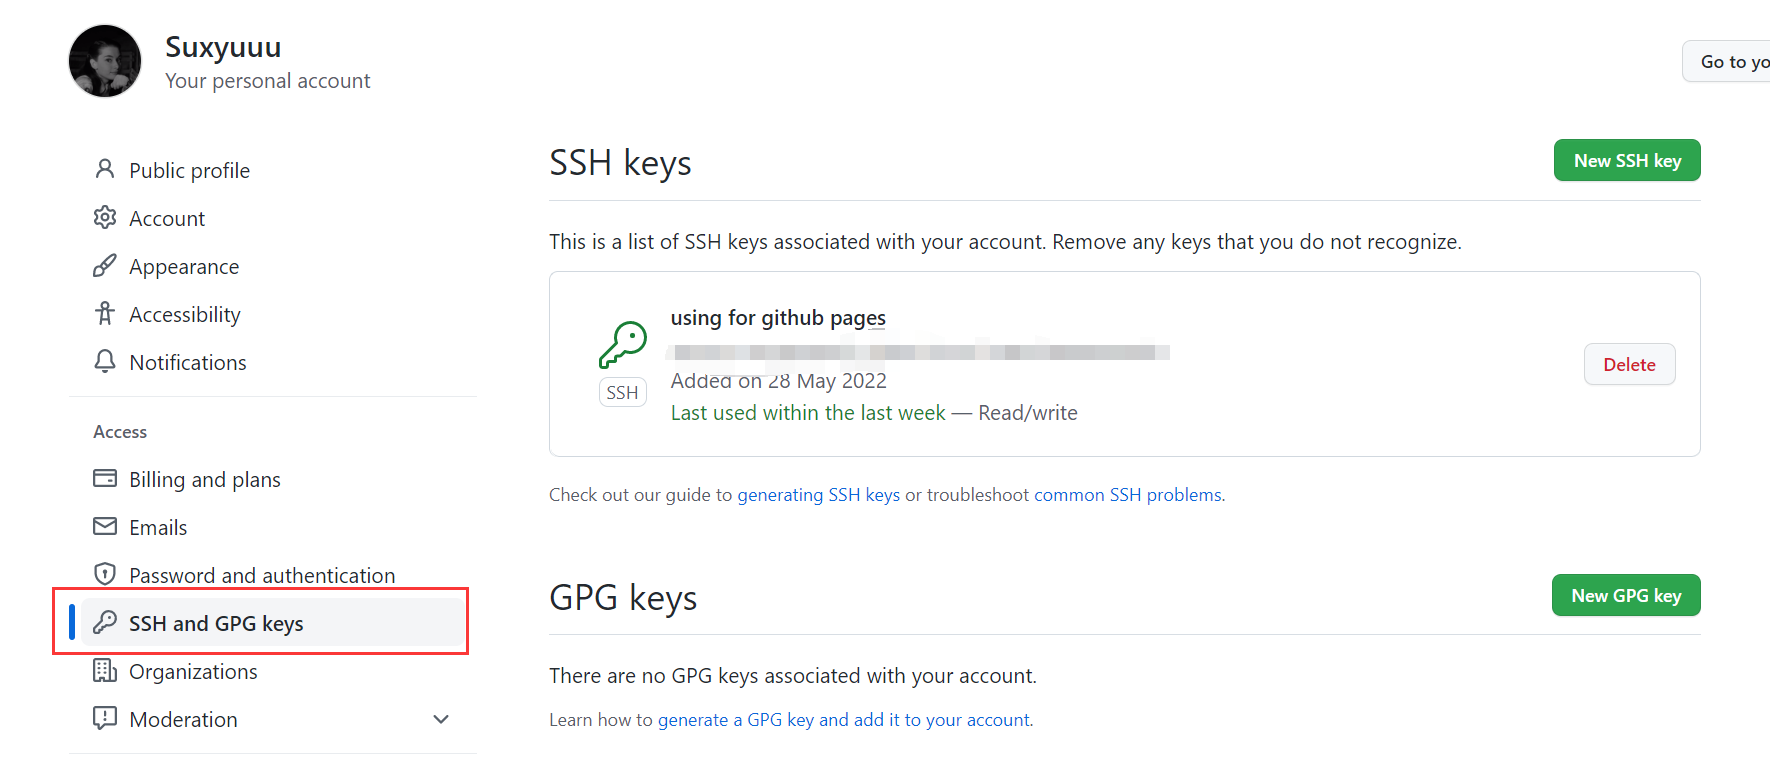 Suxyuuu
Your personal account
Go to yo
Public profile
Account
Appearance
Accessibility
Notifications
Access
Billing and plans
Emails
Password and authentication
SSH and GPG keys
Organizations
Moderation
SSH keys
New SSH key
This is a list of SSH keys associated with your account. Remove any keys that you do not recognize.
using for github pages
SSH
Added on 28 May 2022
Last used within the last week — Read/write
Delete
Check out our guide to generating SSH keys or troubleshoot common SSH problems.
GPG keys
New GPG key
There are no GPG keys associated with your account.
Learn how to generate a GPG key and add it to your account.